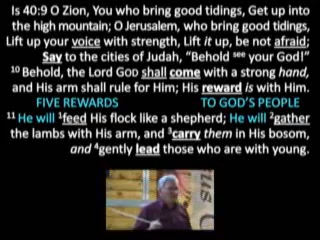 Is 40:9 O Zion, You who bring good tidings, Get up into
the high mountain; O Jerusalem, who bring good tidings,
Lift up your voice with strength, Lift it up, be not afraid;
Say to the cities of Judah, “Behold see your God!”
10 Behold, the Lord GOD shall come with a strong hand,
and His arm shall rule for Him; His reward is with Him.
FIVE REWARDS TO GOD’S PEOPLE
11 He will 1feed His flock like a shepherd; He will 2gather
the lambs with His arm, and 3carry them in His bosom,
and 4gently lead those who are with young.